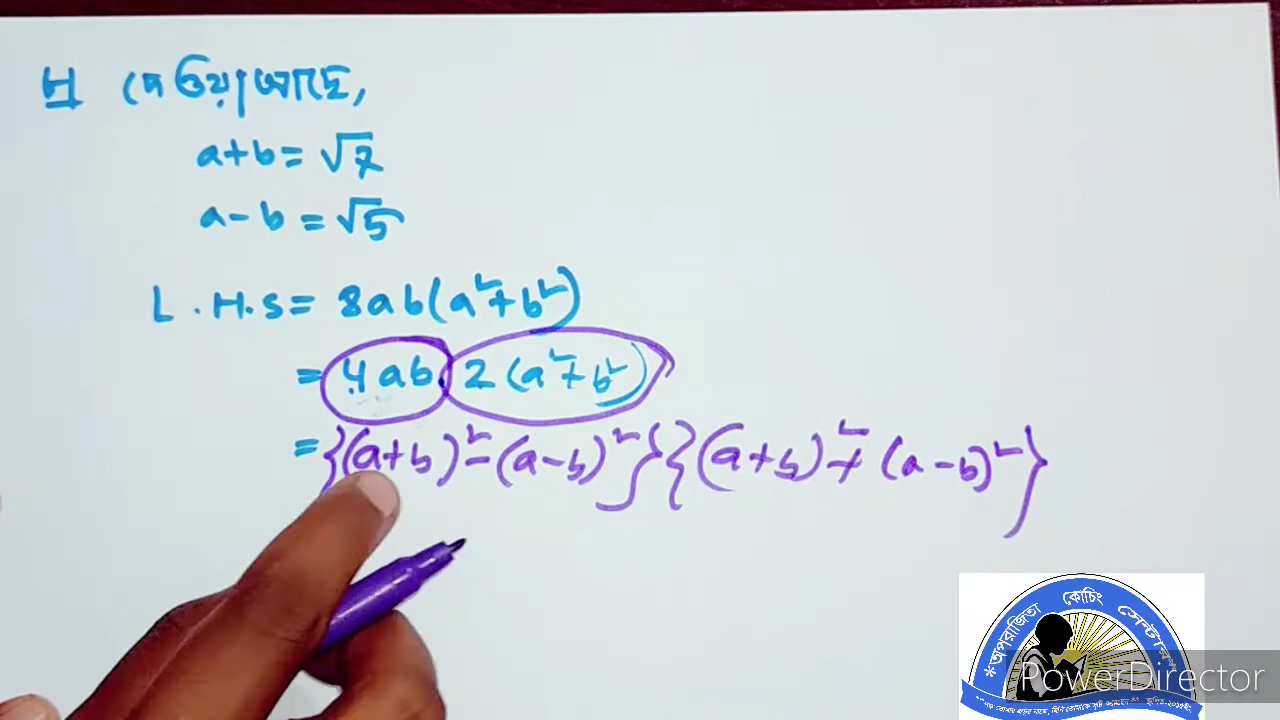 দেওয়া আছে,
a+b = √7
a-b = √5
L.H.S = 8ab(a²+b²)
= 4ab. 2(a²+b²)
= {(a+b)²-(a-b)²}{(a+b)²+(a-b)²}
*অপরাজিতা কোচিং সেন্টার*
PowerDirector